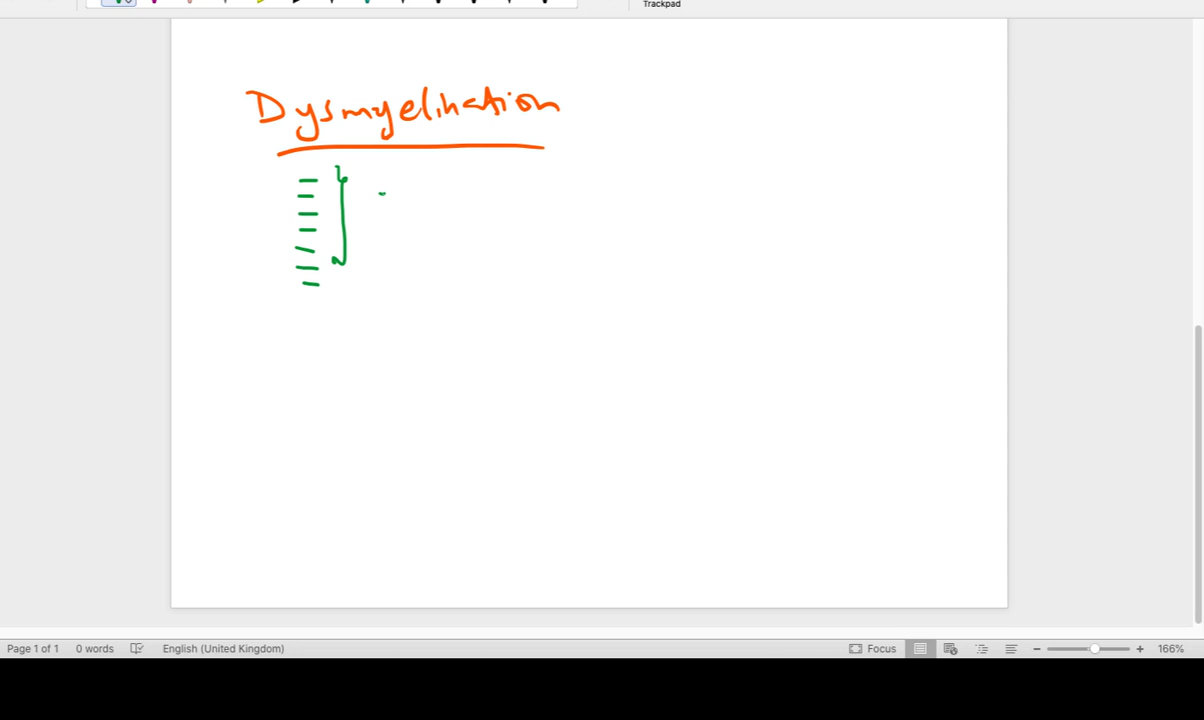 Trackpad
Dysmyelination
Page 1 of 1 0 words English (United Kingdom) Focus 166%